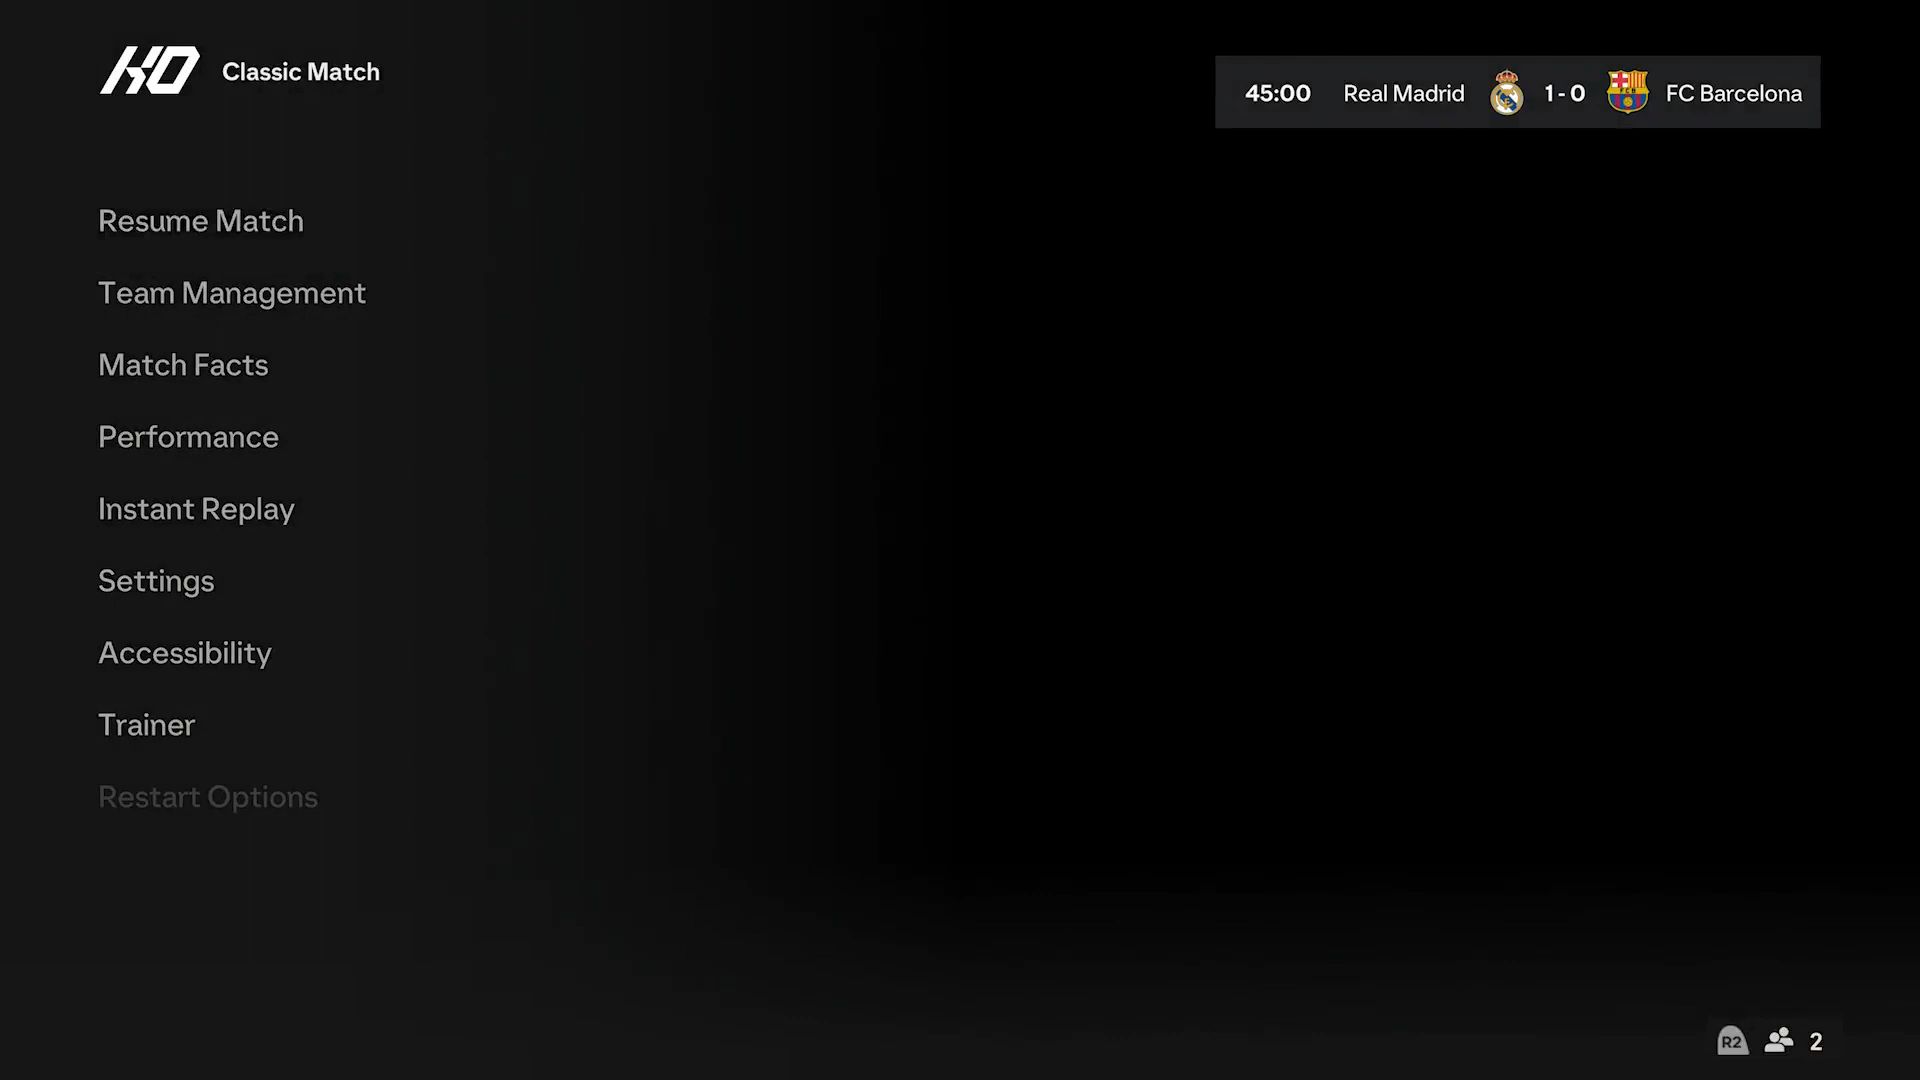 KO Classic Match
45:00 Real Madrid 1 - 0 FCB FC Barcelona
Resume Match
Team Management
Match Facts
Performance
Instant Replay
Settings
Accessibility
Trainer
Restart Options
R2 2